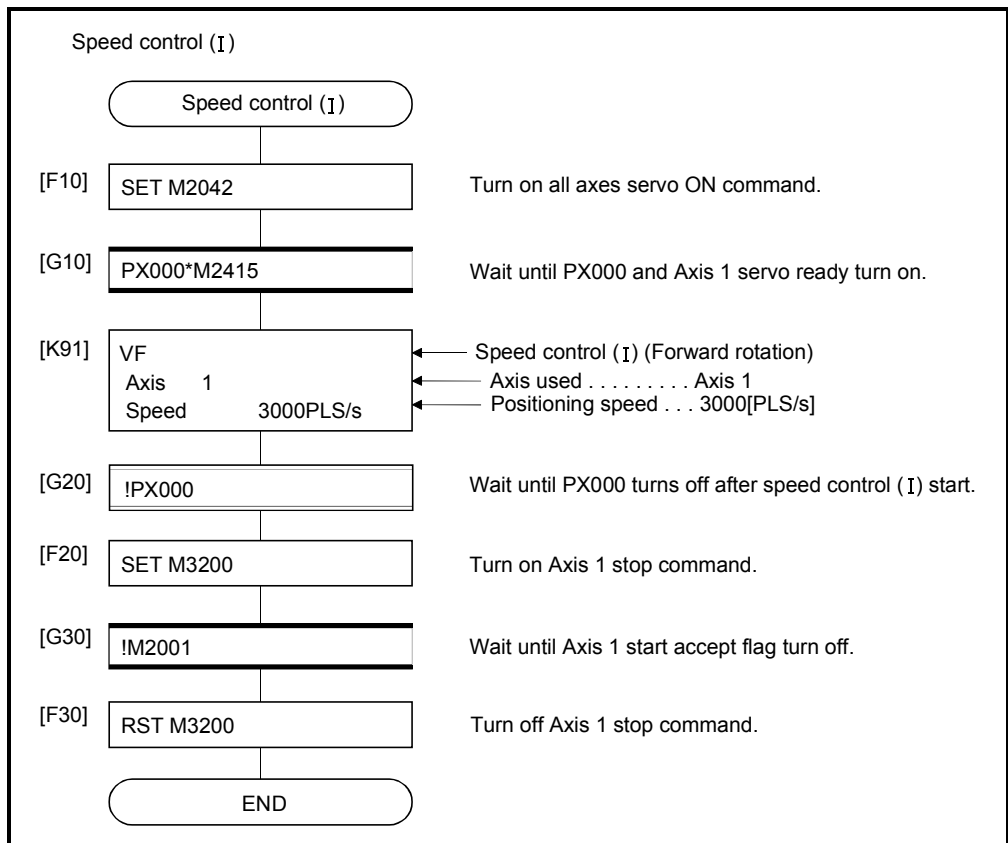 Speed control (I)
Speed control (I)
[F10] SET M2042 Turn on all axes servo ON command.
[G10] PX000*M2415 Wait until PX000 and Axis 1 servo ready turn on.
[K91] VF Speed control (I) (Forward rotation)
Axis 1 Axis used . . . . . . . . . Axis 1
Speed 3000PLS/s Positioning speed . . . 3000[PLS/s]
[G20] !PX000 Wait until PX000 turns off after speed control (I) start.
[F20] SET M3200 Turn on Axis 1 stop command.
[G30] !M2001 Wait until Axis 1 start accept flag turn off.
[F30] RST M3200 Turn off Axis 1 stop command.
END